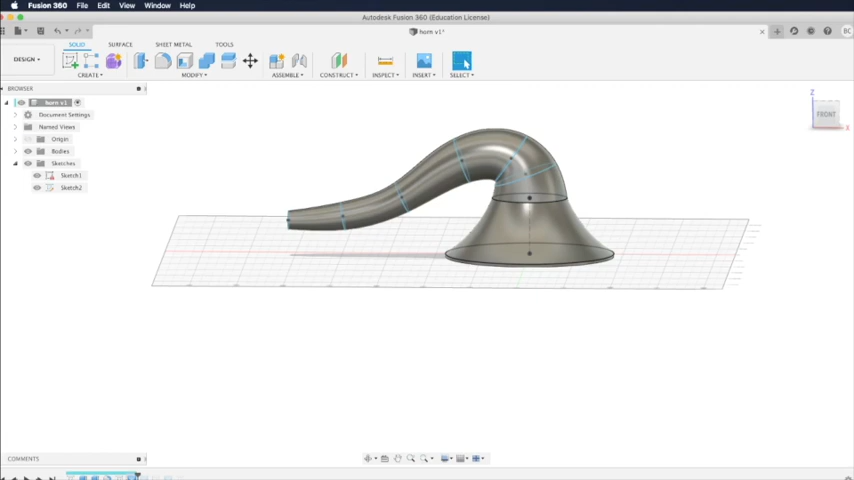 Fusion 360 File Edit View Window Help
Autodesk Fusion 360 (Education License)
horn v1*
BC
SOLID SURFACE SHEET METAL TOOLS
DESIGN
CREATE MODIFY ASSEMBLE CONSTRUCT INSPECT INSERT SELECT
BROWSER
horn v1
Document Settings
Named Views
Origin
Bodies
Sketches
Sketch1
Sketch2
Z
FRONT
X
COMMENTS